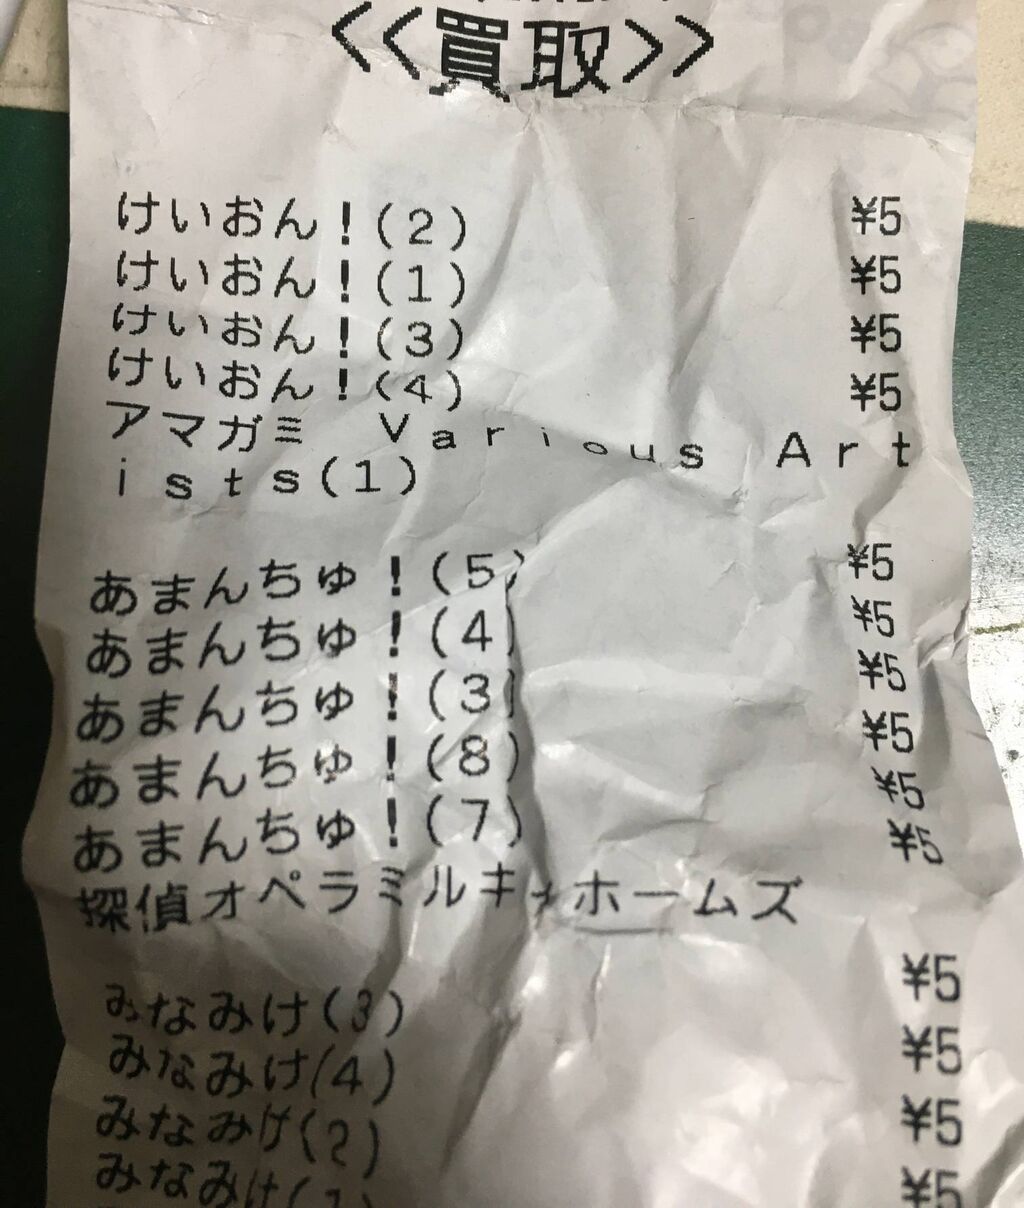 <<買取>>
けいおん!(2) ¥5
けいおん!(1) ¥5
けいおん!(3) ¥5
けいおん!(4) ¥5
アマガミ Various Art
ists(1)
¥5
あまんちゅ!(5) ¥5
あまんちゅ!(4) ¥5
あまんちゅ!(3) ¥5
あまんちゅ!(8) ¥5
あまんちゅ!(7) ¥5
探偵オペラミルキィホームズ
¥5
みなみけ(3) ¥5
みなみけ(4) ¥5
みなみけ(2) ¥5
みなみけ(1)